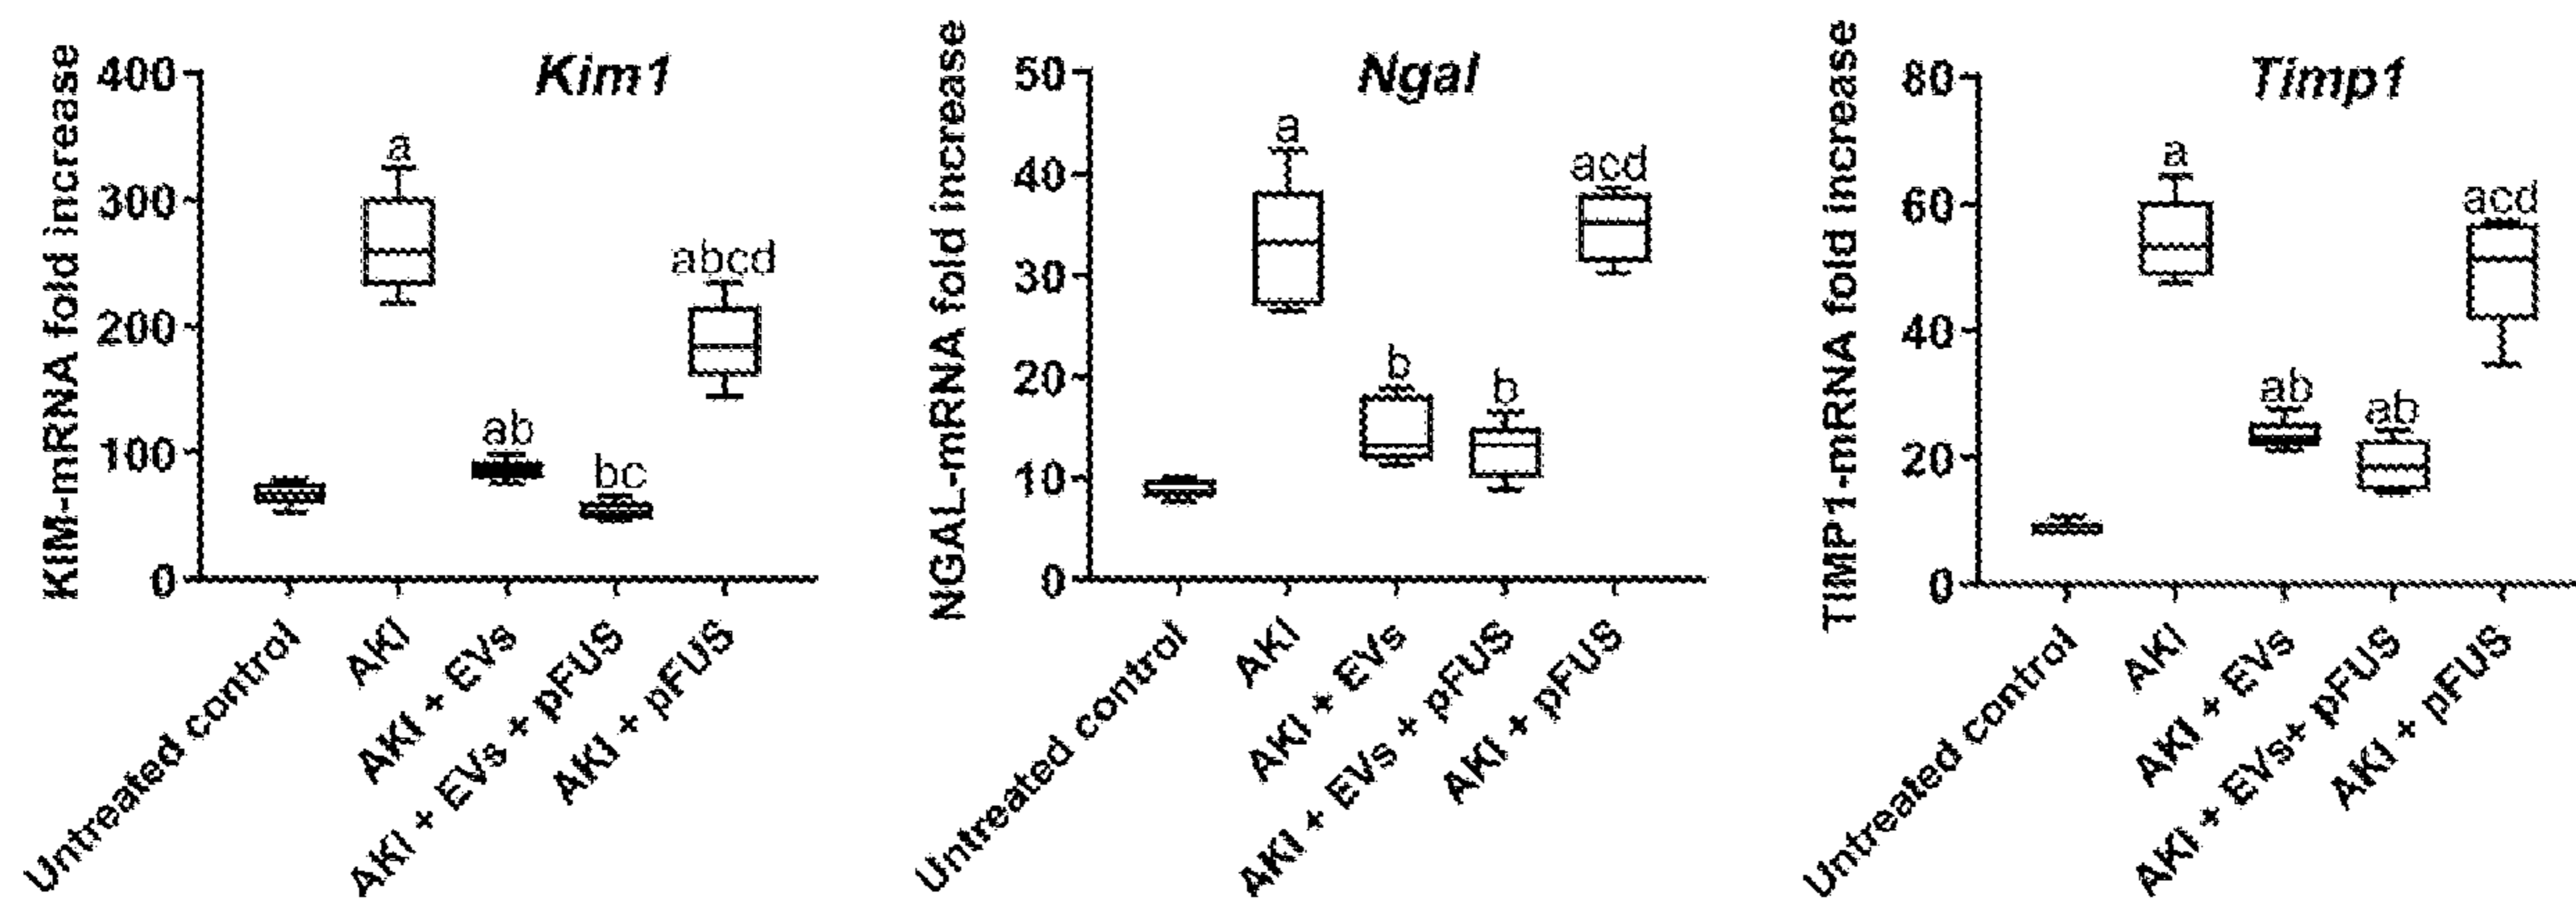 KIM-mRNA fold increase
Kim1
400
300
200
100
0
a
ab
bc
abcd
Untreated control
AKI
AKI + EVs
AKI + EVs + pFUS
AKI + pFUS
NGAL-mRNA fold increase
Ngal
50
40
30
20
10
0
a
b
b
acd
Untreated control
AKI
AKI + EVs
AKI + EVs + pFUS
AKI + pFUS
TIMP1-mRNA fold increase
Timp1
80
60
40
20
0
a
ab
ab
acd
Untreated control
AKI
AKI + EVs
AKI + EVs+ pFUS
AKI + pFUS